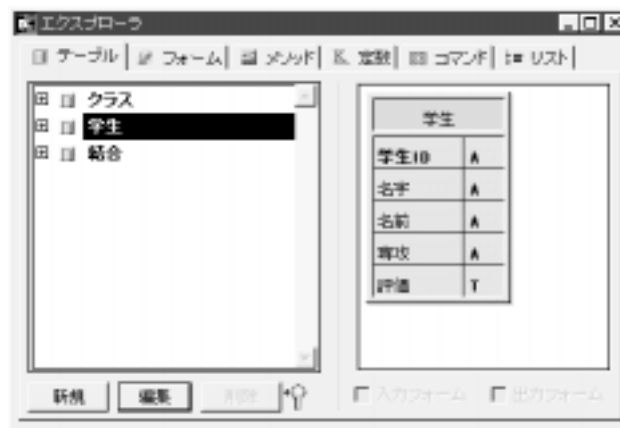 エクスプローラ
テーブル フォーム メソッド 定数 コマンド リスト
クラス
学生
結合
学生
学生ID A
名字 A
名前 A
専攻 A
評価 T
新規 編集 削除
入力フォーム 出力フォーム